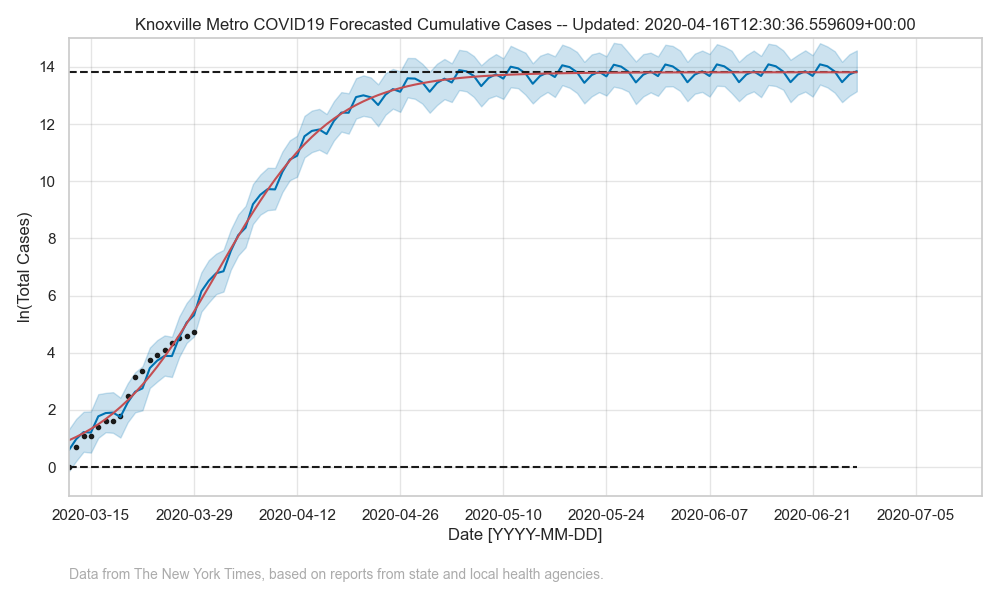 Knoxville Metro COVID19 Forecasted Cumulative Cases -- Updated: 2020-04-16T12:30:36.559609+00:00
14
12
10
8
6
4
2
0
ln(Total Cases)
2020-03-15 2020-03-29 2020-04-12 2020-04-26 2020-05-10 2020-05-24 2020-06-07 2020-06-21 2020-07-05
Date [YYYY-MM-DD]
Data from The New York Times, based on reports from state and local health agencies.